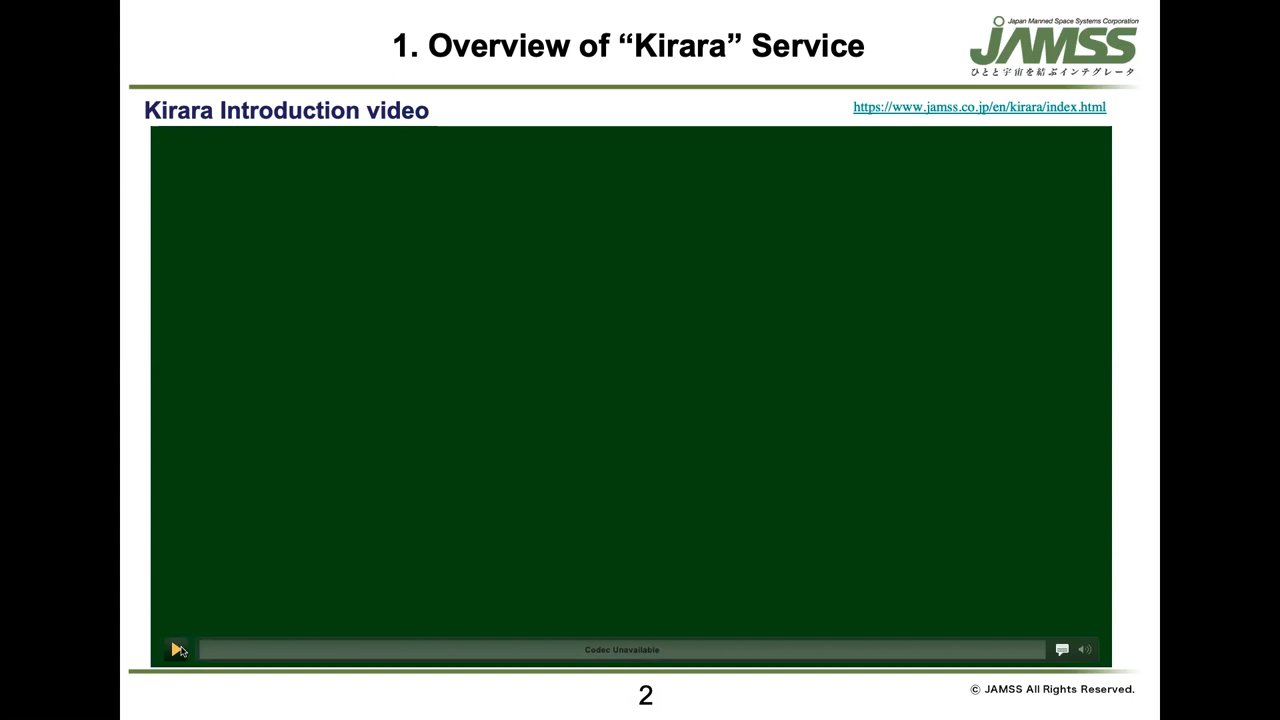 1. Overview of “Kirara” Service
Japan Manned Space Systems Corporation
JAMSS
ひとと宇宙を結ぶインテグレータ
Kirara Introduction video
https://www.jamss.co.jp/en/kirara/index.html
Codec Unavailable
2
© JAMSS All Rights Reserved.